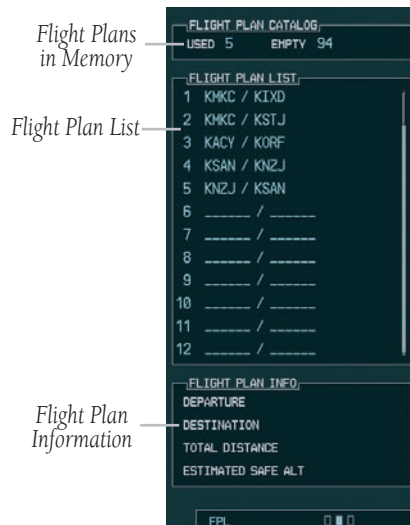 Flight Plans
in Memory
Flight Plan List
Flight Plan
Information
FLIGHT PLAN CATALOG
USED 5 EMPTY 94
FLIGHT PLAN LIST
1 KMKC / KIXD
2 KMKC / KSTJ
3 KACY / KORF
4 KSAN / KNZJ
5 KNZJ / KSAN
6 ______ / ______
7 ______ / ______
8 ______ / ______
9 ______ / ______
10 ______ / ______
11 ______ / ______
12 ______ / ______
FLIGHT PLAN INFO
DEPARTURE
DESTINATION
TOTAL DISTANCE
ESTIMATED SAFE ALT
FPL